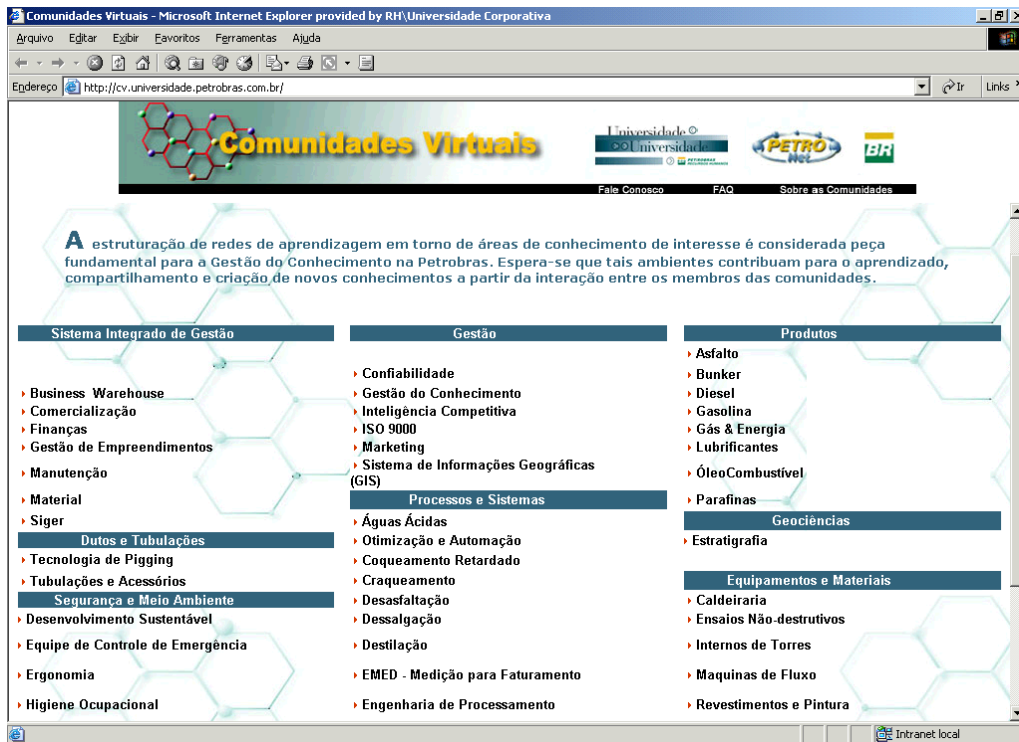 Comunidades Virtuais - Microsoft Internet Explorer provided by RH\Universidade Corporativa
Arquivo Editar Exibir Favoritos Ferramentas Ajuda
Endereço http://cv.universidade.petrobras.com.br/ Ir Links
Comunidades Virtuais
Universidade
Universidade
PETROBRAS
PETRO
Net
BR
Fale Conosco FAQ Sobre as Comunidades
A estruturação de redes de aprendizagem em torno de áreas de conhecimento de interesse é considerada peça
fundamental para a Gestão do Conhecimento na Petrobras. Espera-se que tais ambientes contribuam para o aprendizado,
compartilhamento e criação de novos conhecimentos a partir da interação entre os membros das comunidades.
Sistema Integrado de Gestão
Business Warehouse
Comercialização
Finanças
Gestão de Empreendimentos
Manutenção
Material
Siger
Dutos e Tubulações
Tecnologia de Pigging
Tubulações e Acessórios
Segurança e Meio Ambiente
Desenvolvimento Sustentável
Equipe de Controle de Emergência
Ergonomia
Higiene Ocupacional
Gestão
Confiabilidade
Gestão do Conhecimento
Inteligência Competitiva
ISO 9000
Marketing
Sistema de Informações Geográficas
(GIS)
Processos e Sistemas
Águas Ácidas
Otimização e Automação
Coqueamento Retardado
Craqueamento
Desasfaltação
Dessalgação
Destilação
EMED - Medição para Faturamento
Engenharia de Processamento
Produtos
Asfalto
Bunker
Diesel
Gasolina
Gás & Energia
Lubrificantes
ÓleoCombustível
Parafinas
Geociências
Estratigrafia
Equipamentos e Materiais
Caldeiraria
Ensaios Não-destrutivos
Internos de Torres
Maquinas de Fluxo
Revestimentos e Pintura
Intranet local